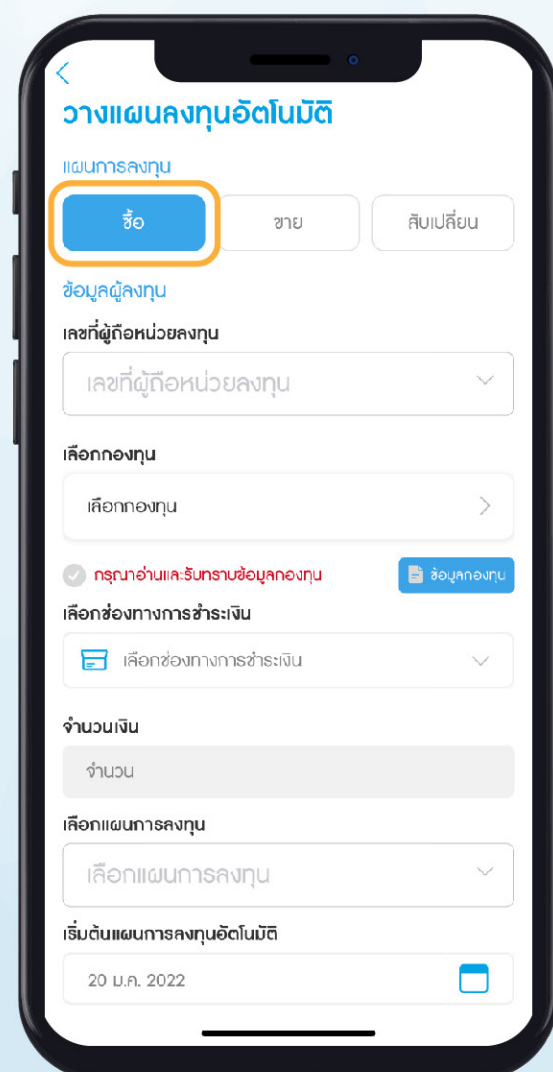 วางแผนลงทุนอัตโนมัติ
แผนการลงทุน
ซื้อ
ขาย
สับเปลี่ยน
ข้อมูลผู้ลงทุน
เลขที่ผู้ถือหน่วยลงทุน
เลขที่ผู้ถือหน่วยลงทุน
เลือกกองทุน
เลือกกองทุน
กรุณาอ่านและรับทราบข้อมูลกองทุน
ข้อมูลกองทุน
เลือกช่องทางการชำระเงิน
เลือกช่องทางการชำระเงิน
จำนวนเงิน
จำนวน
เลือกแผนการลงทุน
เลือกแผนการลงทุน
เริ่มต้นแผนการลงทุนอัตโนมัติ
20 ม.ค. 2022